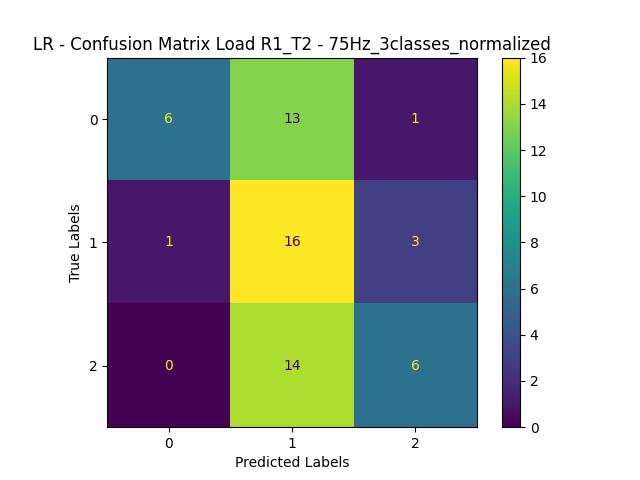 LR - Confusion Matrix Load R1_T2 - 75Hz_3classes_normalized
True Labels
0 6 13 1
1 1 16 3
2 0 14 6
0 1 2
Predicted Labels
16
14
12
10
8
6
4
2
0